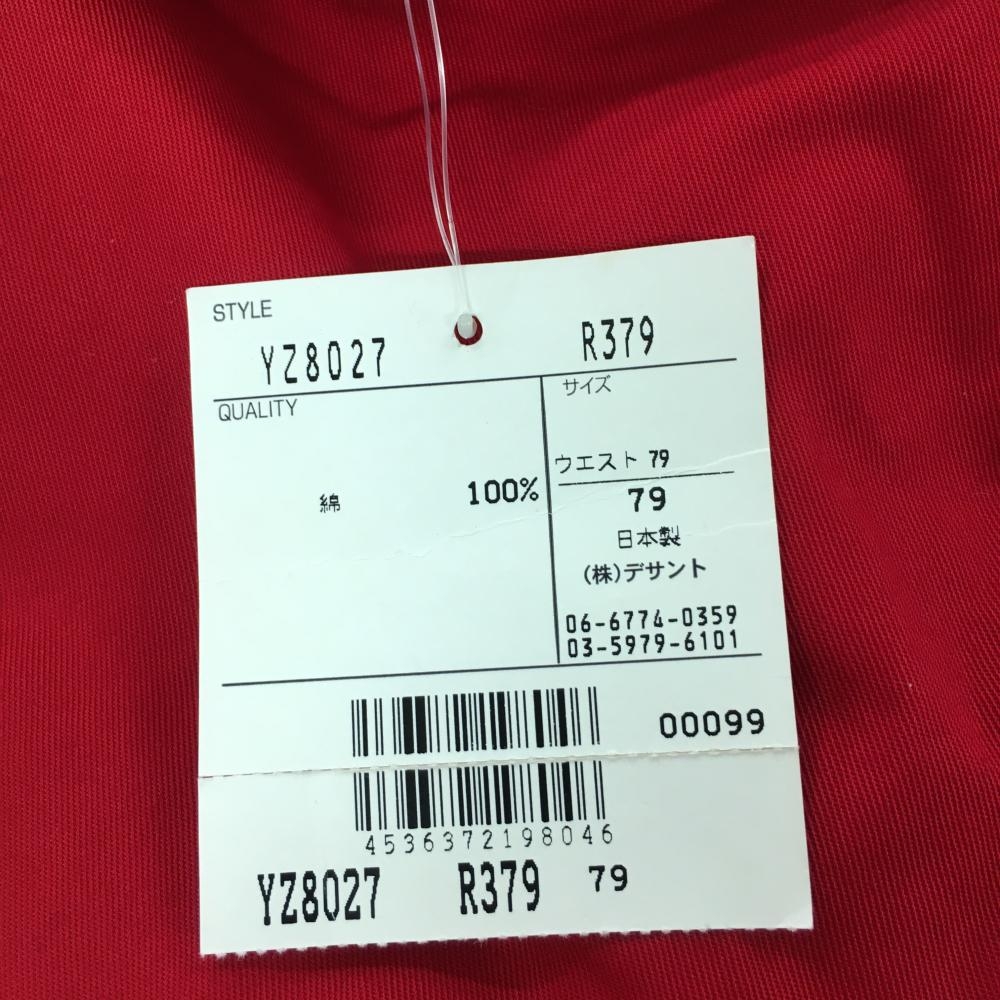 STYLE
YZ8027 R379
QUALITY
サイズ
綿 100%
ウエスト 79
79
日本製
(株)デサント
06-6774-0359
03-5979-6101
00099
4536372198046
YZ8027 R379 79